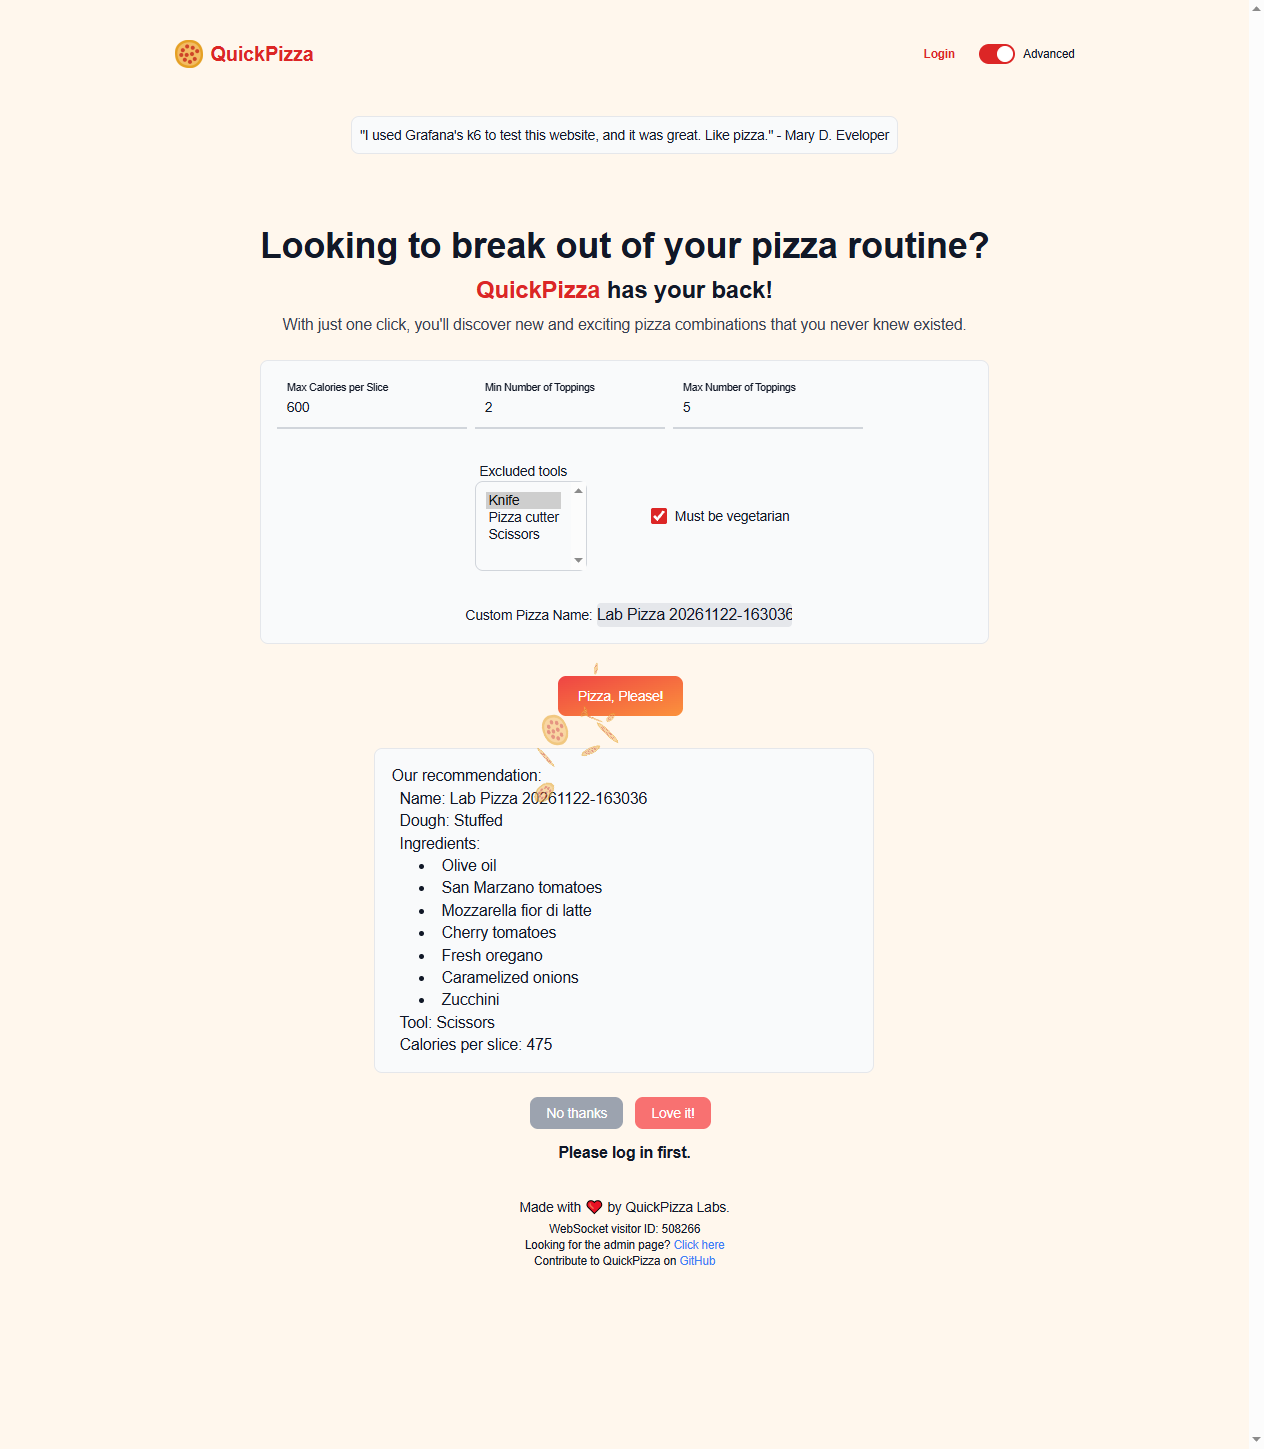 QuickPizza
Login
Advanced
"I used Grafana's k6 to test this website, and it was great. Like pizza." - Mary D. Eveloper
Looking to break out of your pizza routine?
QuickPizza has your back!
With just one click, you'll discover new and exciting pizza combinations that you never knew existed.
Max Calories per Slice
600
Min Number of Toppings
2
Max Number of Toppings
5
Excluded tools
Knife
Pizza cutter
Scissors
Must be vegetarian
Custom Pizza Name: Lab Pizza 20261122-163036
Pizza, Please!
Our recommendation:
Name: Lab Pizza 20261122-163036
Dough: Stuffed
Ingredients:
• Olive oil
• San Marzano tomatoes
• Mozzarella fior di latte
• Cherry tomatoes
• Fresh oregano
• Caramelized onions
• Zucchini
Tool: Scissors
Calories per slice: 475
No thanks
Love it!
Please log in first.
Made with ❤ by QuickPizza Labs.
WebSocket visitor ID: 508266
Looking for the admin page? Click here
Contribute to QuickPizza on GitHub